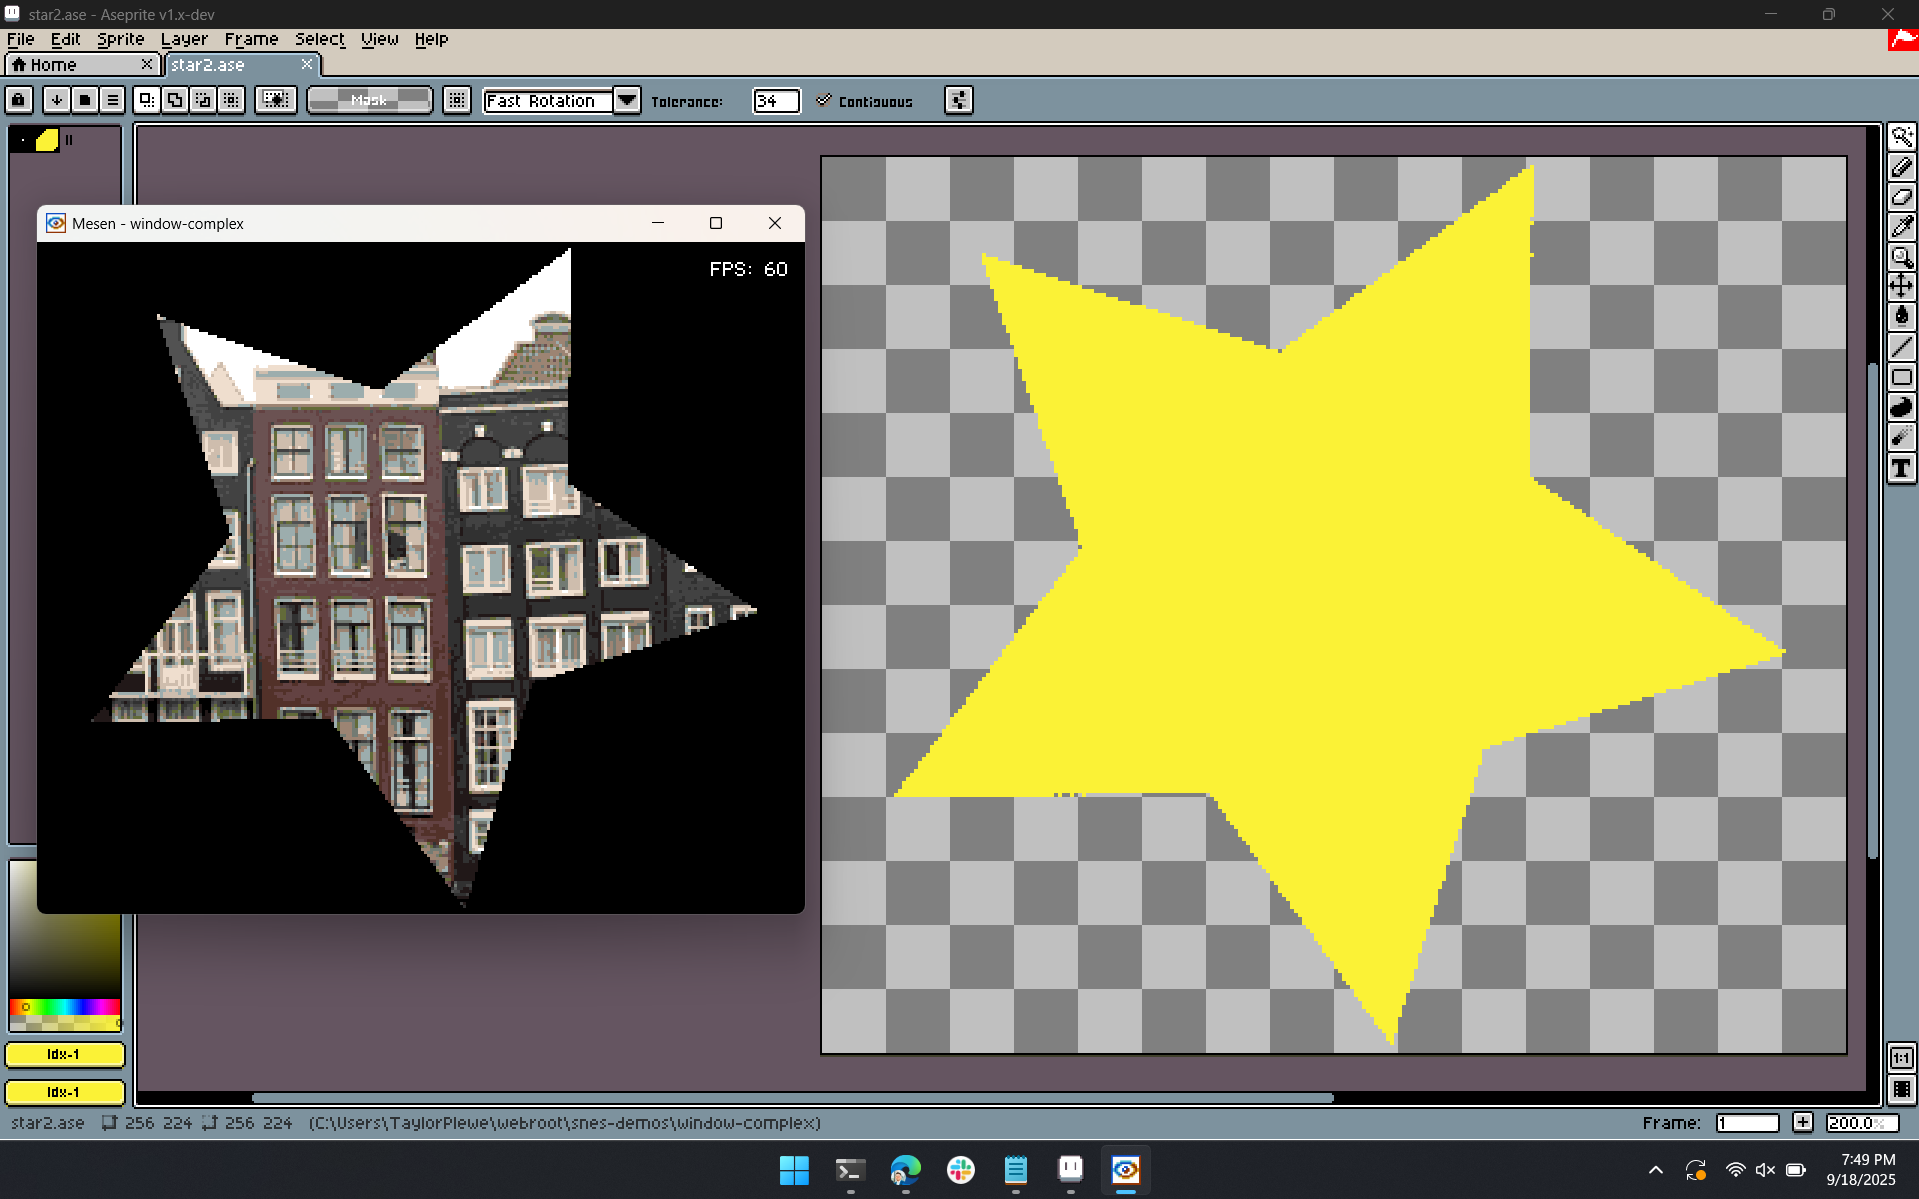 star2.ase - Aseprite v1.x-dev
File Edit Sprite Layer Frame Select View Help
Home
star2.ase
Mask
Fast Rotation
Tolerance:
34
Contiguous
Mesen - window-complex
FPS: 60
T
Idx-1
Idx-1
1:1
star2.ase 256 224 256 224 (C:\Users\TaylorPlewe\webroot\snes-demos\window-complex)
Frame: 1 + 200.0%
7:49 PM
9/18/2025